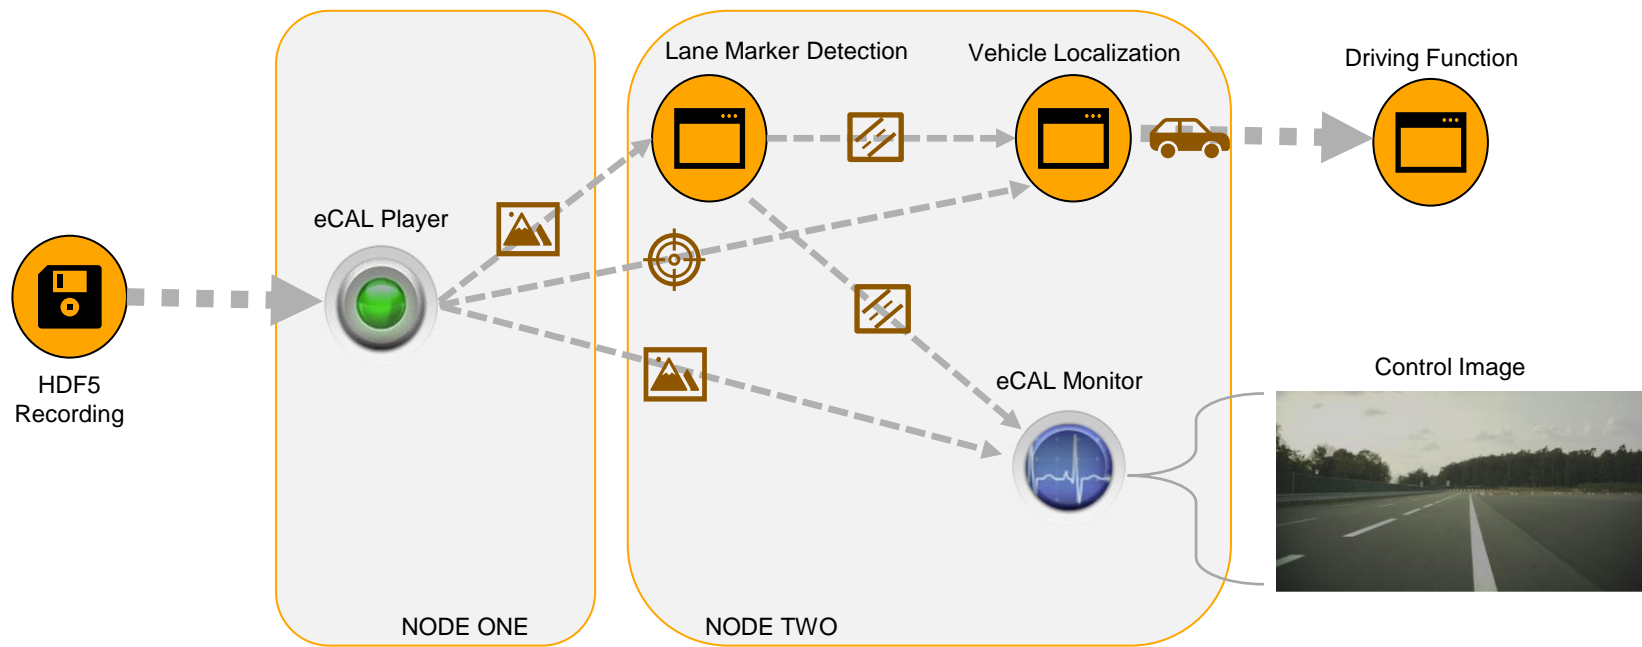 Lane Marker Detection
Vehicle Localization
Driving Function
eCAL Player
HDF5
Recording
eCAL Monitor
Control Image
NODE ONE
NODE TWO